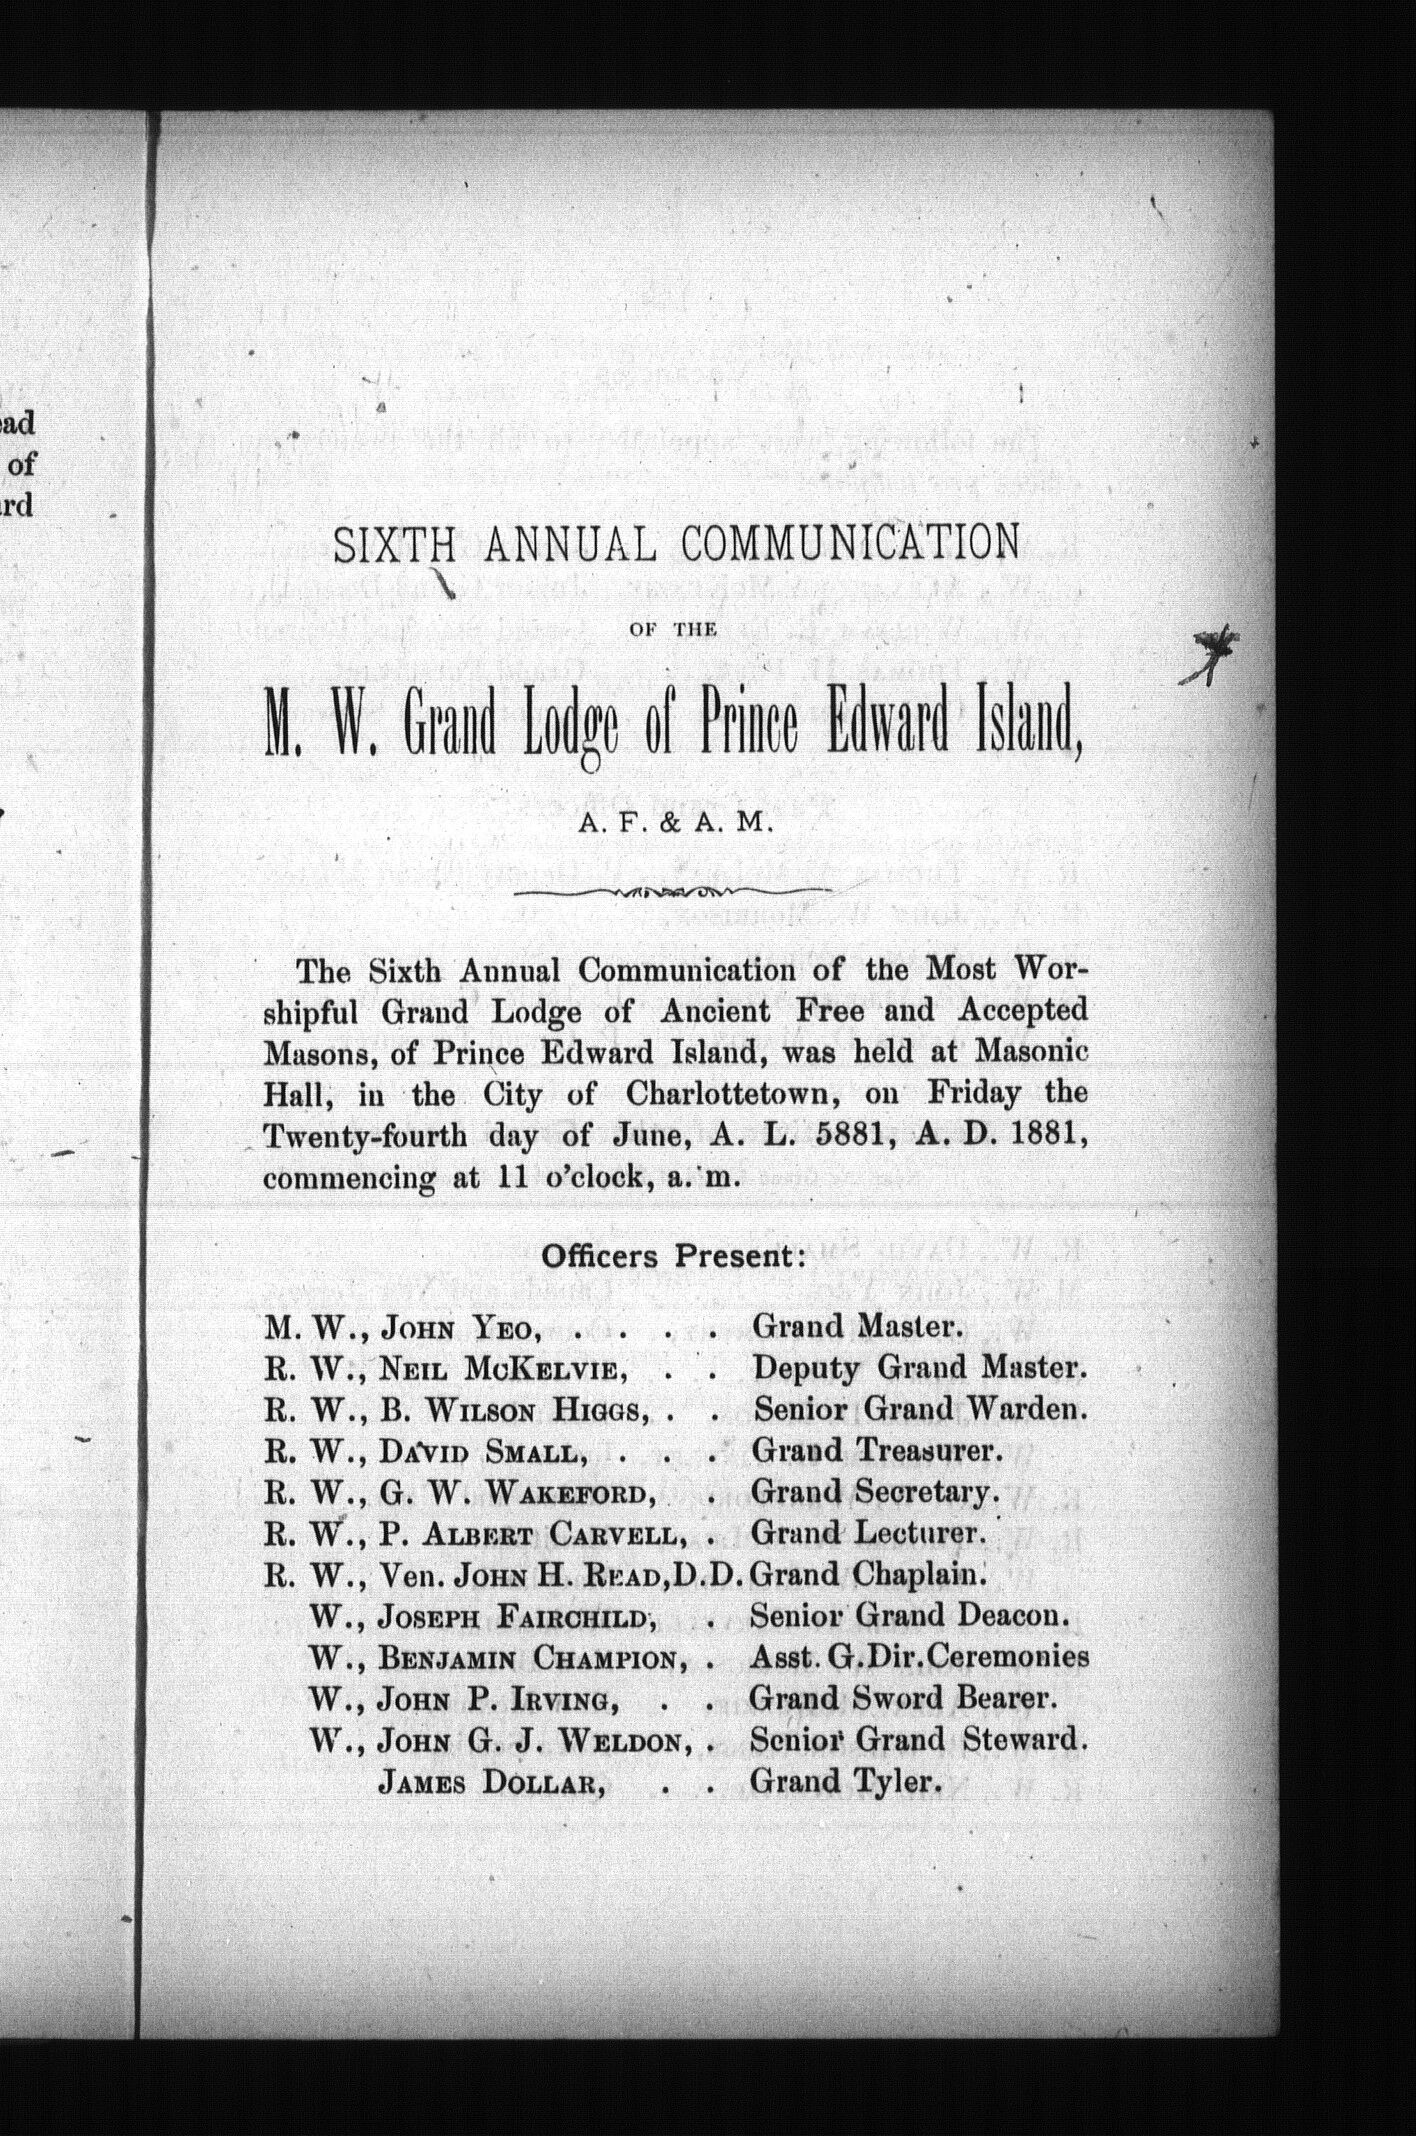 ead
of
ard
SIXTH ANNUAL COMMUNICATION
OF THE
M. W. Grand Lodge of Prince Edward Island,
A. F. & A. M.
The Sixth Annual Communication of the Most Wor-
shipful Grand Lodge of Ancient Free and Accepted
Masons, of Prince Edward Island, was held at Masonic
Hall, in the City of Charlottetown, on Friday the
Twenty-fourth day of June, A. L. 5881, A. D. 1881,
commencing at 11 o'clock, a. m.
Officers Present:
M. W., JOHN YEO, . . . . Grand Master.
R. W., NEIL MCKELVIE, . . Deputy Grand Master.
R. W., B. WILSON HIGGS, . . Senior Grand Warden.
R. W., DAVID SMALL, . . . Grand Treasurer.
R. W., G. W. WAKEFORD, . Grand Secretary.
R. W., P. ALBERT CARVELL, . Grand Lecturer.
R. W., Ven. JOHN H. READ, D.D. Grand Chaplain.
W., JOSEPH FAIRCHILD, . Senior Grand Deacon.
W., BENJAMIN CHAMPION, . Asst. G.Dir.Ceremonies
W., JOHN P. IRVING, . . Grand Sword Bearer.
W., JOHN G. J. WELDON, . Senior Grand Steward.
JAMES DOLLAR, . . Grand Tyler.